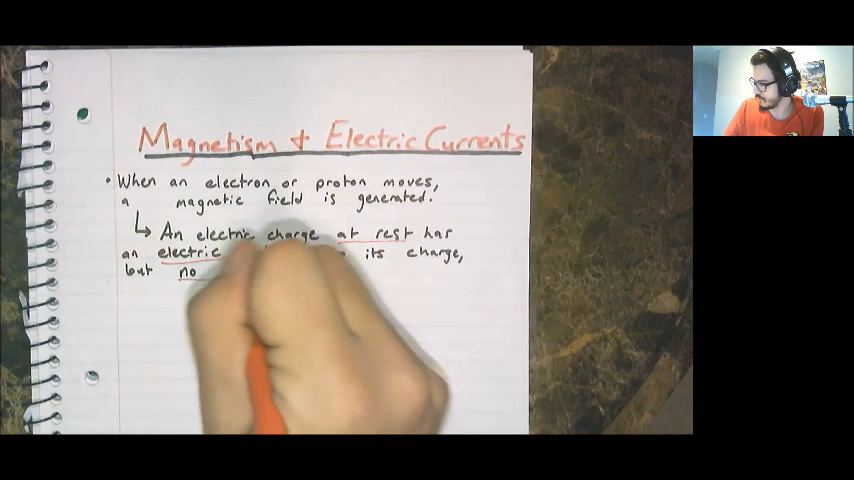 Magnetism + Electric Currents
• When an electron or proton moves,
a magnetic field is generated.
↳ An electric charge at rest has
an electric its charge,
but no